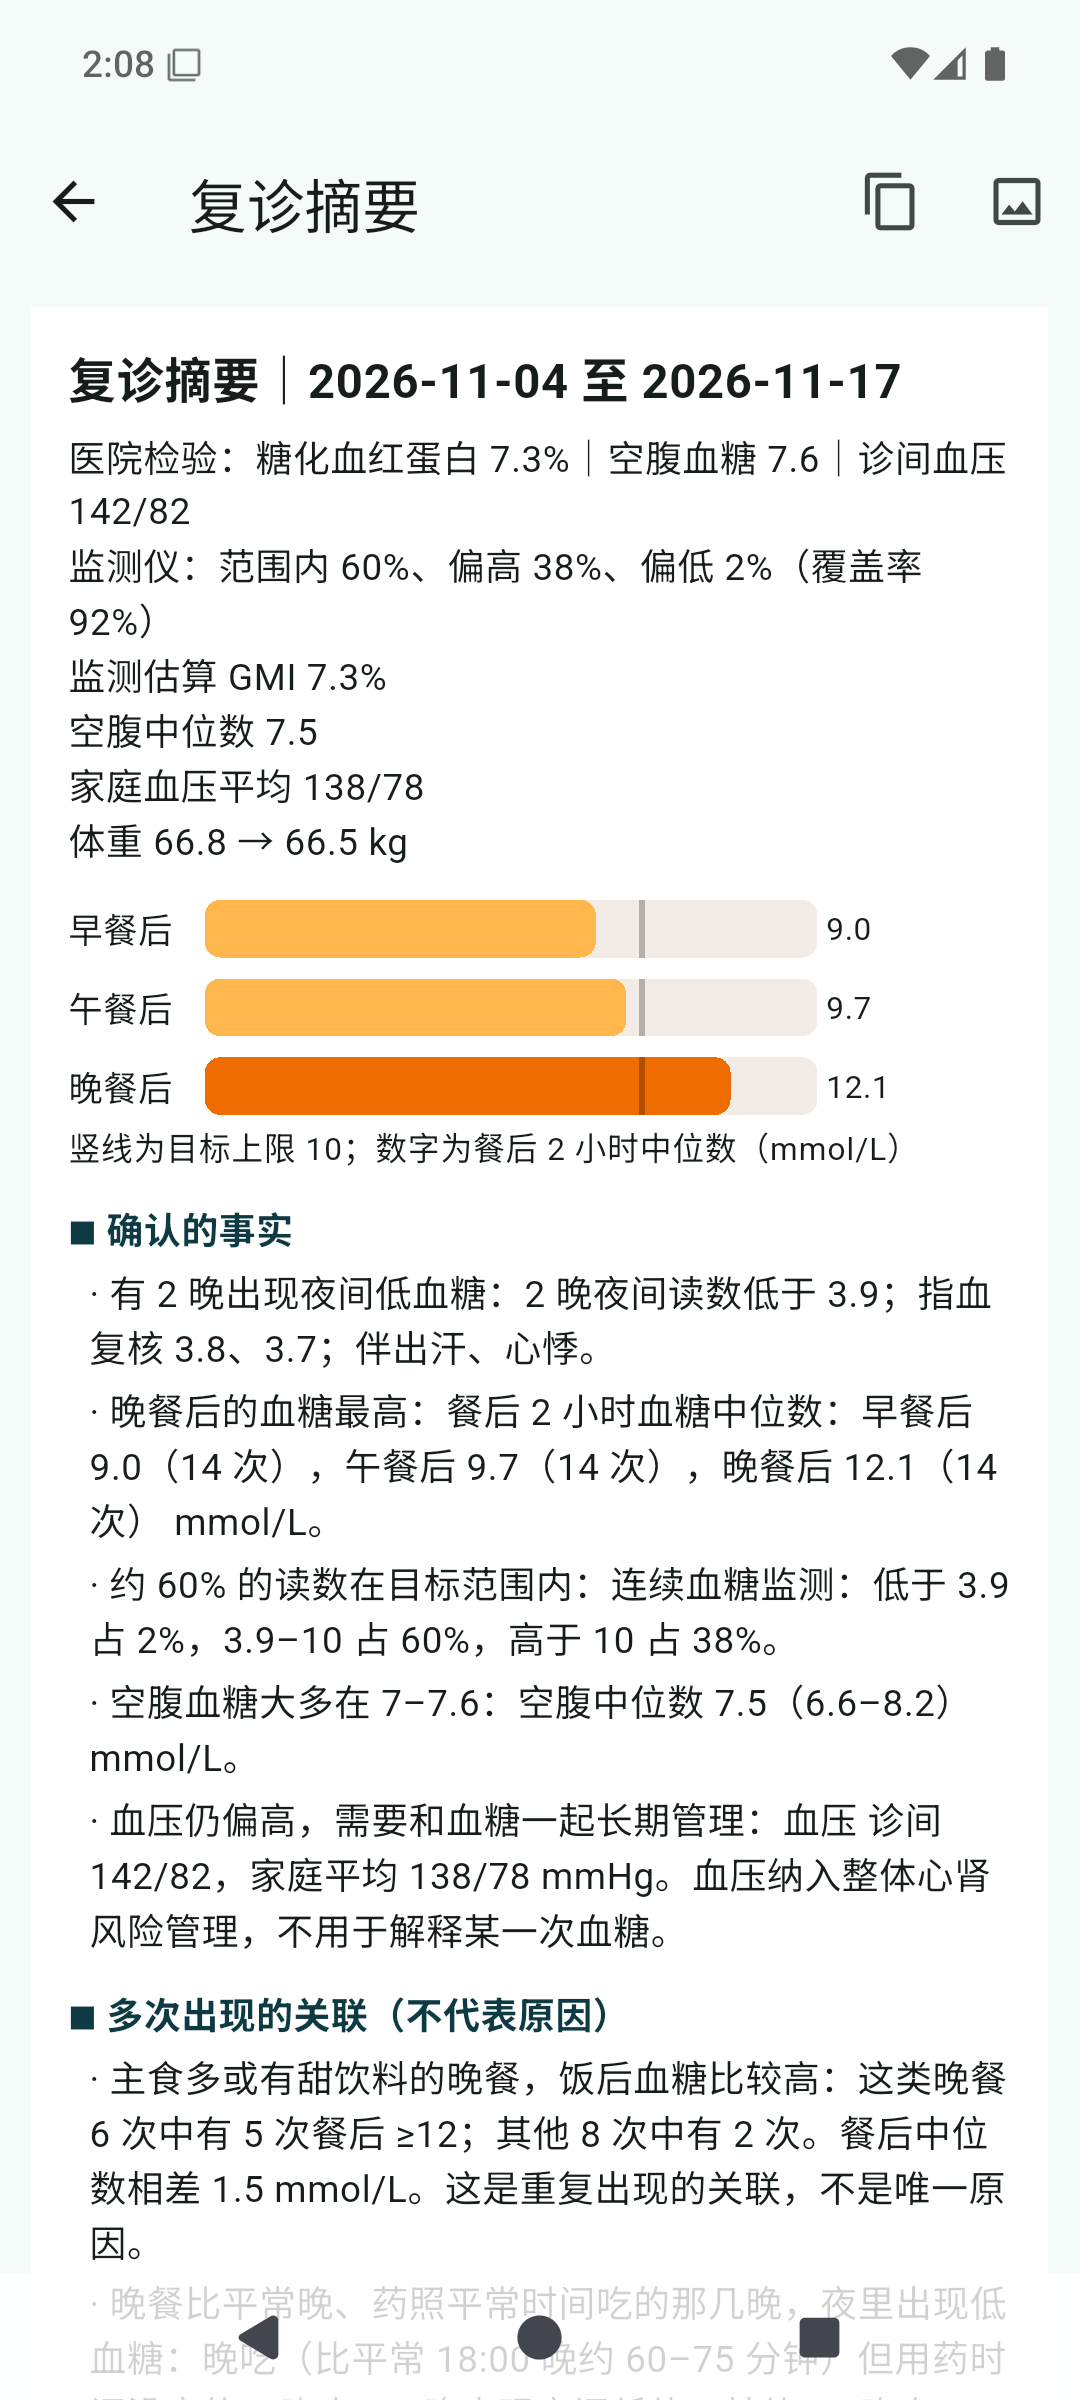 2:08
复诊摘要
复诊摘要｜2026-11-04 至 2026-11-17
医院检验：糖化血红蛋白 7.3%｜空腹血糖 7.6｜诊间血压
142/82
监测仪：范围内 60%、偏高 38%、偏低 2%（覆盖率
92%）
监测估算 GMI 7.3%
空腹中位数 7.5
家庭血压平均 138/78
体重 66.8 → 66.5 kg
早餐后 9.0
午餐后 9.7
晚餐后 12.1
竖线为目标上限 10；数字为餐后 2 小时中位数（mmol/L）
■ 确认的事实
· 有 2 晚出现夜间低血糖：2 晚夜间读数低于 3.9；指血
复核 3.8、3.7；伴出汗、心悸。
· 晚餐后的血糖最高：餐后 2 小时血糖中位数：早餐后
9.0（14 次），午餐后 9.7（14 次），晚餐后 12.1（14
次） mmol/L。
· 约 60% 的读数在目标范围内：连续血糖监测：低于 3.9
占 2%，3.9–10 占 60%，高于 10 占 38%。
· 空腹血糖大多在 7–7.6：空腹中位数 7.5（6.6–8.2）
mmol/L。
· 血压仍偏高，需要和血糖一起长期管理：血压 诊间
142/82，家庭平均 138/78 mmHg。血压纳入整体心肾
风险管理，不用于解释某一次血糖。
■ 多次出现的关联（不代表原因）
· 主食多或有甜饮料的晚餐，饭后血糖比较高：这类晚餐
6 次中有 5 次餐后 ≥12；其他 8 次中有 2 次。餐后中位
数相差 1.5 mmol/L。这是重复出现的关联，不是唯一原
因。
· 晚餐比平常晚、药照平常时间吃的那几晚，夜里出现低
血糖：晚吃（比平常 18:00 晚约 60–75 分钟）但用药时